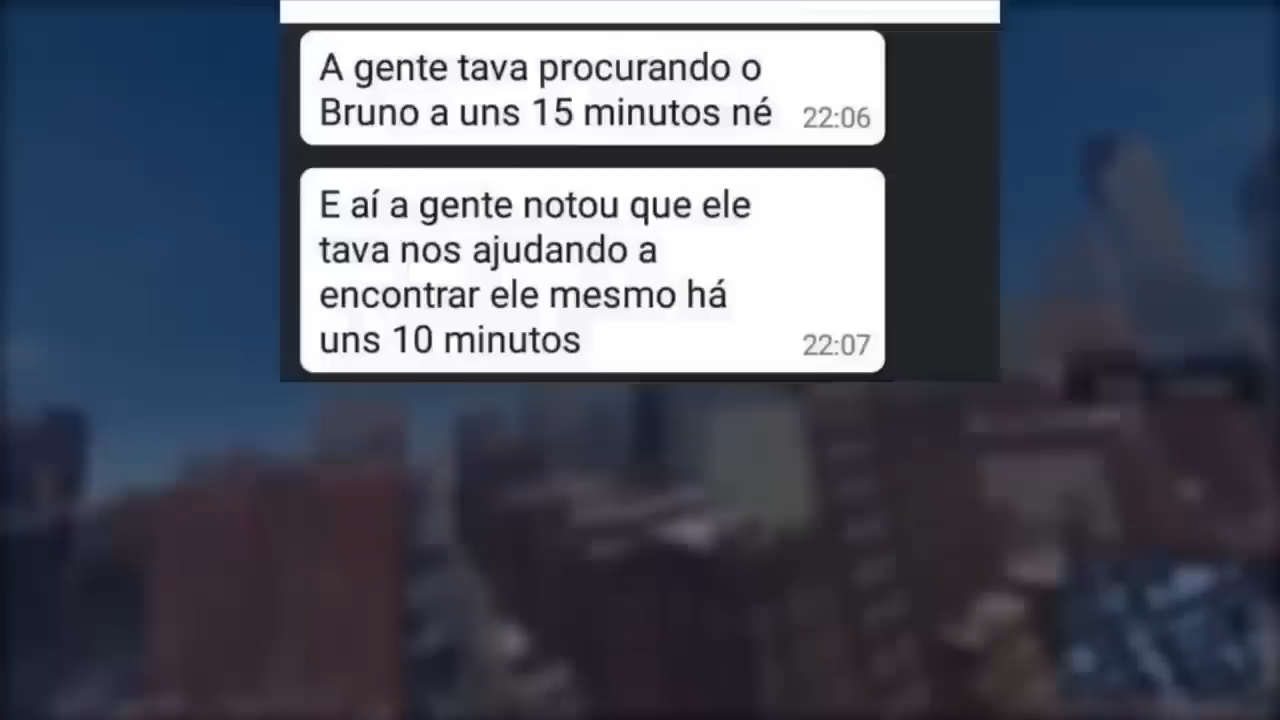 A gente tava procurando o
Bruno a uns 15 minutos né 22:06
E aí a gente notou que ele
tava nos ajudando a
encontrar ele mesmo há
uns 10 minutos 22:07